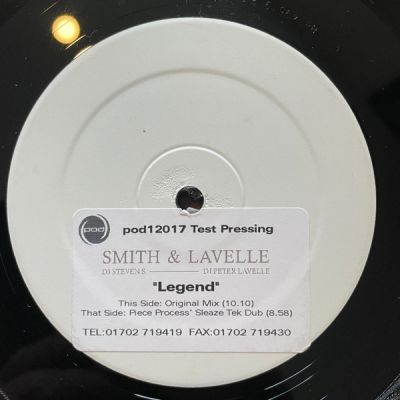 pod
pod12017 Test Pressing
SMITH & LAVELLE
DJ STEVEN S. DJ PETER LAVELLE
"Legend"
This Side: Original Mix (10.10)
That Side: Piece Process' Sleaze Tek Dub (8.58)
TEL:01702 719419 FAX:01702 719430